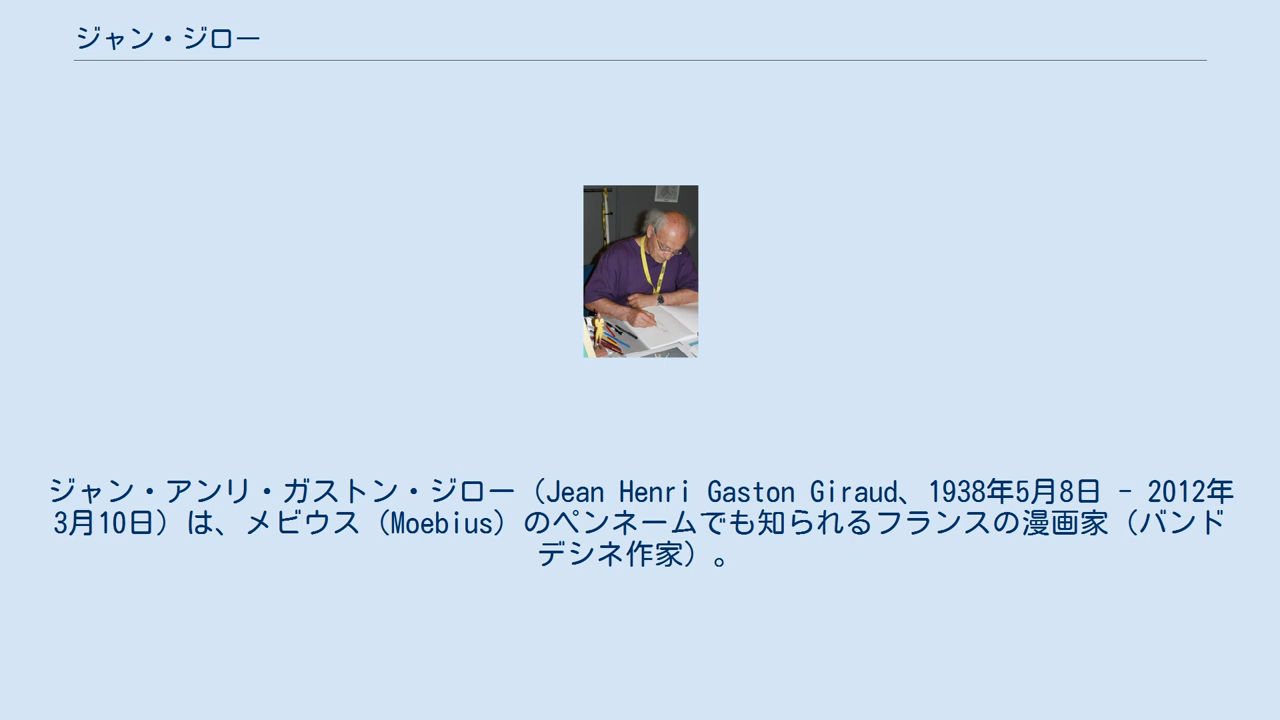 ジャン・ジロー
ジャン・アンリ・ガストン・ジロー（Jean Henri Gaston Giraud、1938年5月8日 - 2012年
3月10日）は、メビウス（Moebius）のペンネームでも知られるフランスの漫画家（バンド
デシネ作家）。